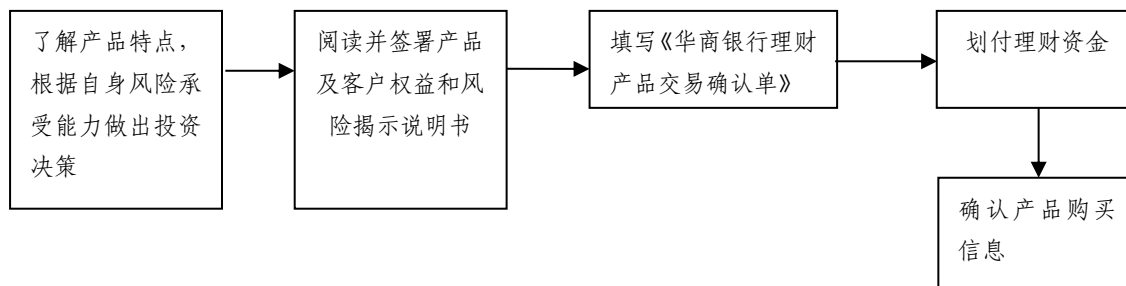 了解产品特点，
根据自身风险承
受能力做出投资
决策
阅读并签署产品
及客户权益和风
险揭示说明书
填写《华商银行理财
产品交易确认单》
划付理财资金
确认产品购买
信息